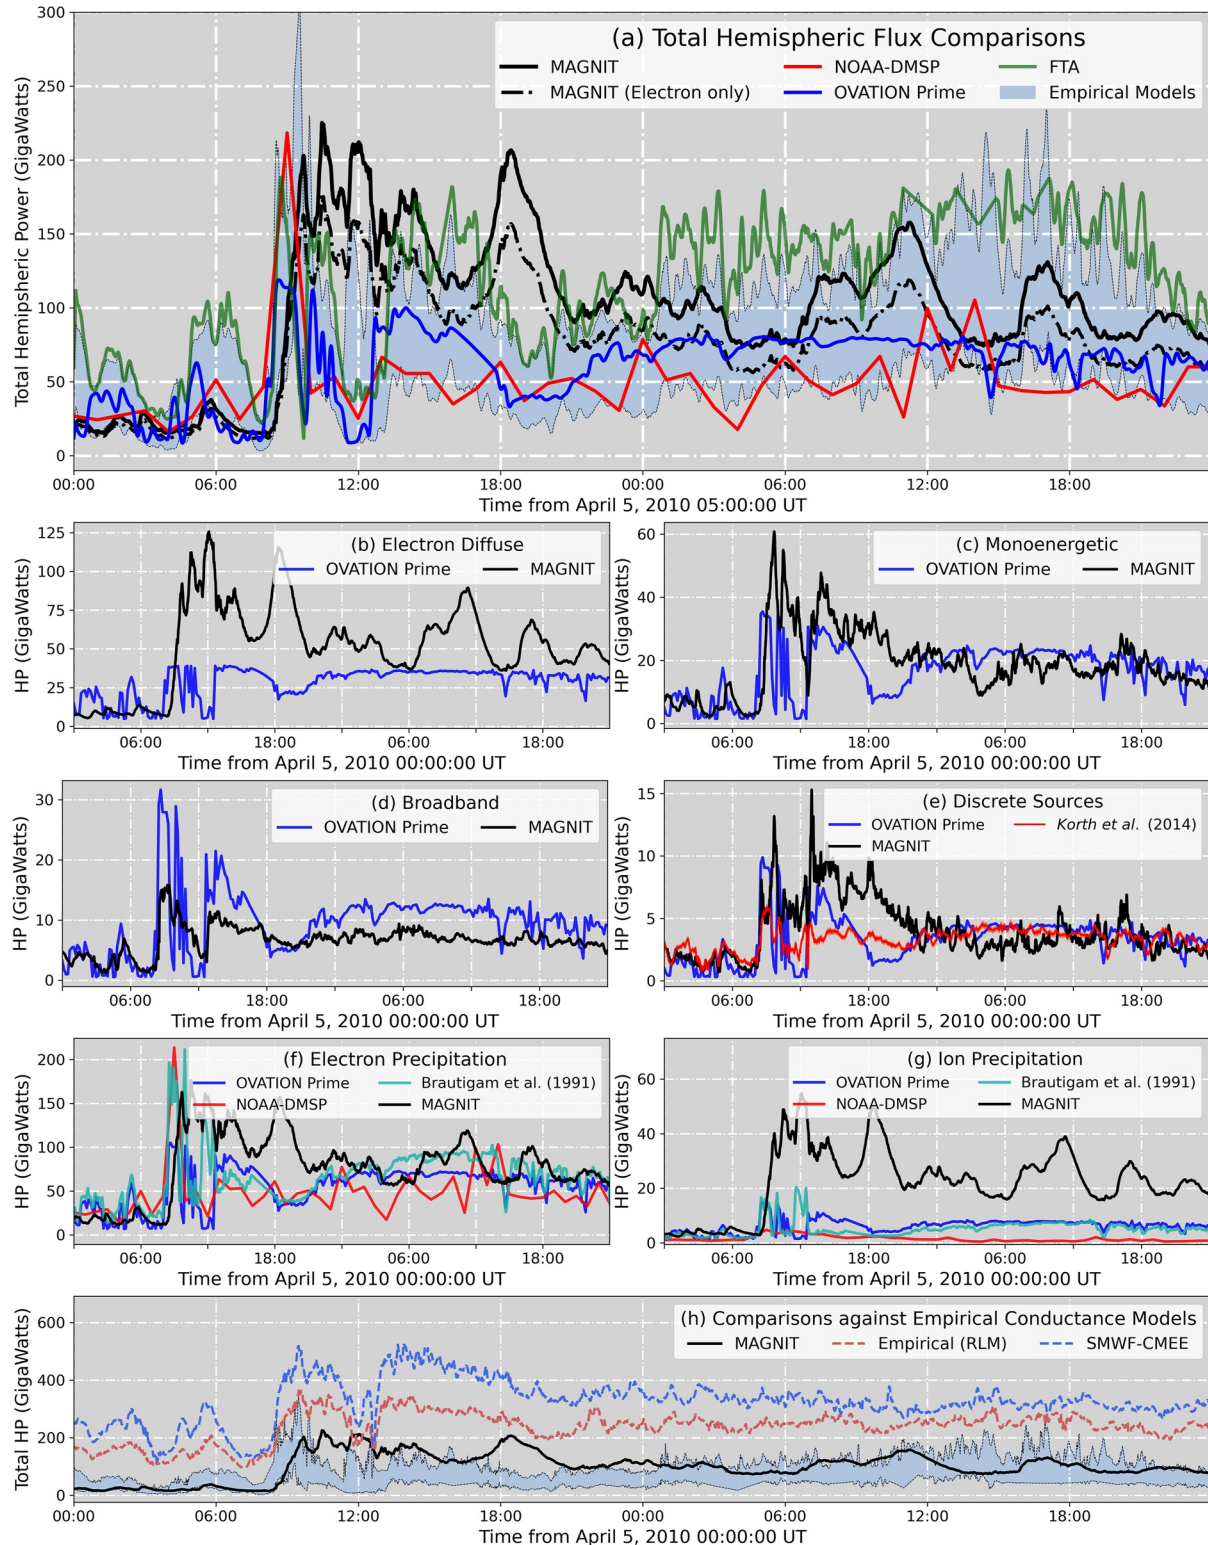 (a) Total Hemispheric Flux Comparisons
MAGNIT
NOAA-DMSP
FTA
MAGNIT (Electron only)
OVATION Prime
Empirical Models
Total Hemipsheric Power (GigaWatts)
300
250
200
150
100
50
0
00:00 06:00 12:00 18:00 00:00 06:00 12:00 18:00
Time from April 5, 2010 05:00:00 UT
(b) Electron Diffuse
OVATION Prime MAGNIT
HP (GigaWatts)
125
100
75
50
25
0
06:00 18:00 06:00 18:00
Time from April 5, 2010 00:00:00 UT
(c) Monoenergetic
OVATION Prime MAGNIT
HP (GigaWatts)
60
40
20
0
06:00 18:00 06:00 18:00
Time from April 5, 2010 00:00:00 UT
(d) Broadband
OVATION Prime MAGNIT
HP (GigaWatts)
30
20
10
0
06:00 18:00 06:00 18:00
Time from April 5, 2010 00:00:00 UT
(e) Discrete Sources
OVATION Prime Korth et al. (2014)
MAGNIT
HP (GigaWatts)
15
10
5
0
06:00 18:00 06:00 18:00
Time from April 5, 2010 00:00:00 UT
(f) Electron Precipitation
OVATION Prime Brautigam et al. (1991)
NOAA-DMSP MAGNIT
HP (GigaWatts)
200
150
100
50
0
06:00 18:00 06:00 18:00
Time from April 5, 2010 00:00:00 UT
(g) Ion Precipitation
OVATION Prime Brautigam et al. (1991)
NOAA-DMSP MAGNIT
HP (GigaWatts)
60
40
20
0
06:00 18:00 06:00 18:00
Time from April 5, 2010 00:00:00 UT
(h) Comparisons against Empirical Conductance Models
MAGNIT Empirical (RLM) SMWF-CMEE
Total HP (GigaWatts)
600
400
200
0
00:00 06:00 12:00 18:00 00:00 06:00 12:00 18:00
Time from April 5, 2010 00:00:00 UT